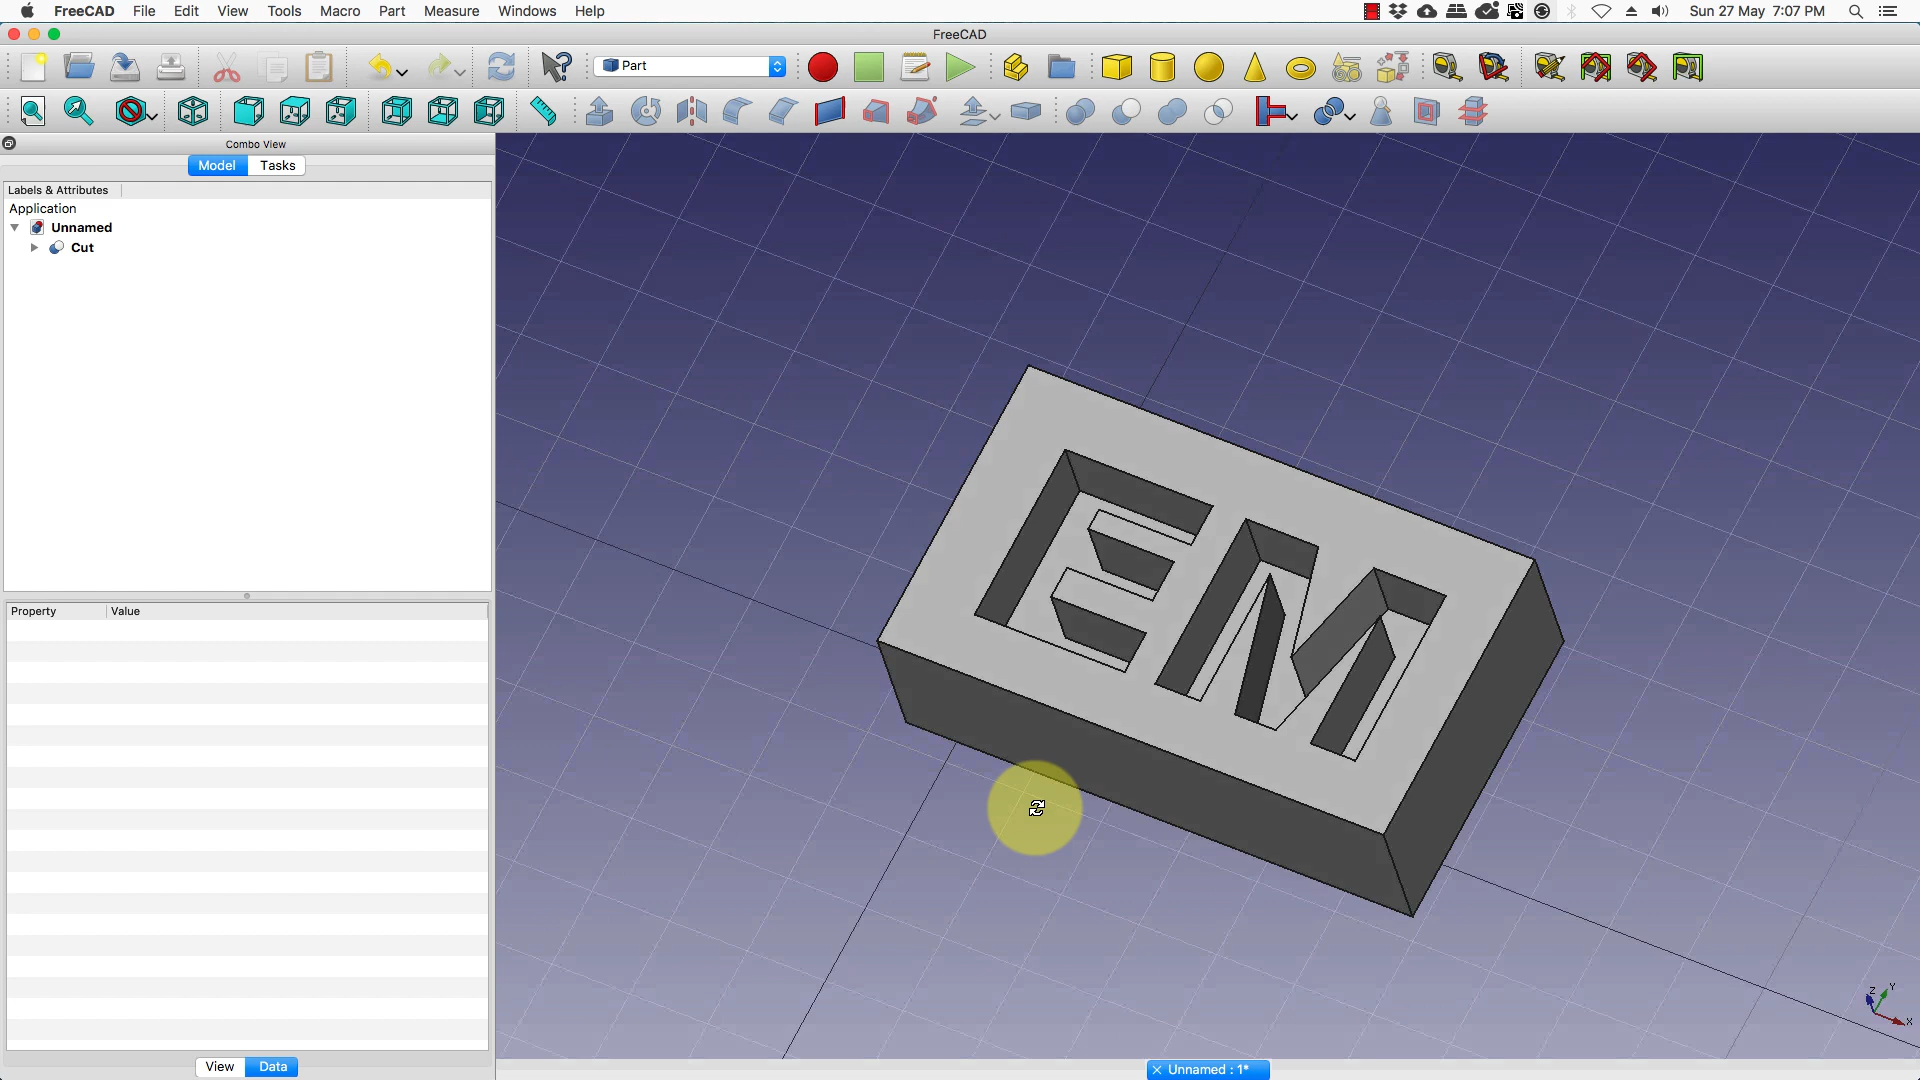 FreeCAD File Edit View Tools Macro Part Measure Windows Help Sun 27 May 7:07 PM
FreeCAD
Part
Combo View
Model Tasks
Labels & Attributes
Application
Unnamed
Cut
EM
Property Value
Z Y X
View Data
Unnamed : 1*